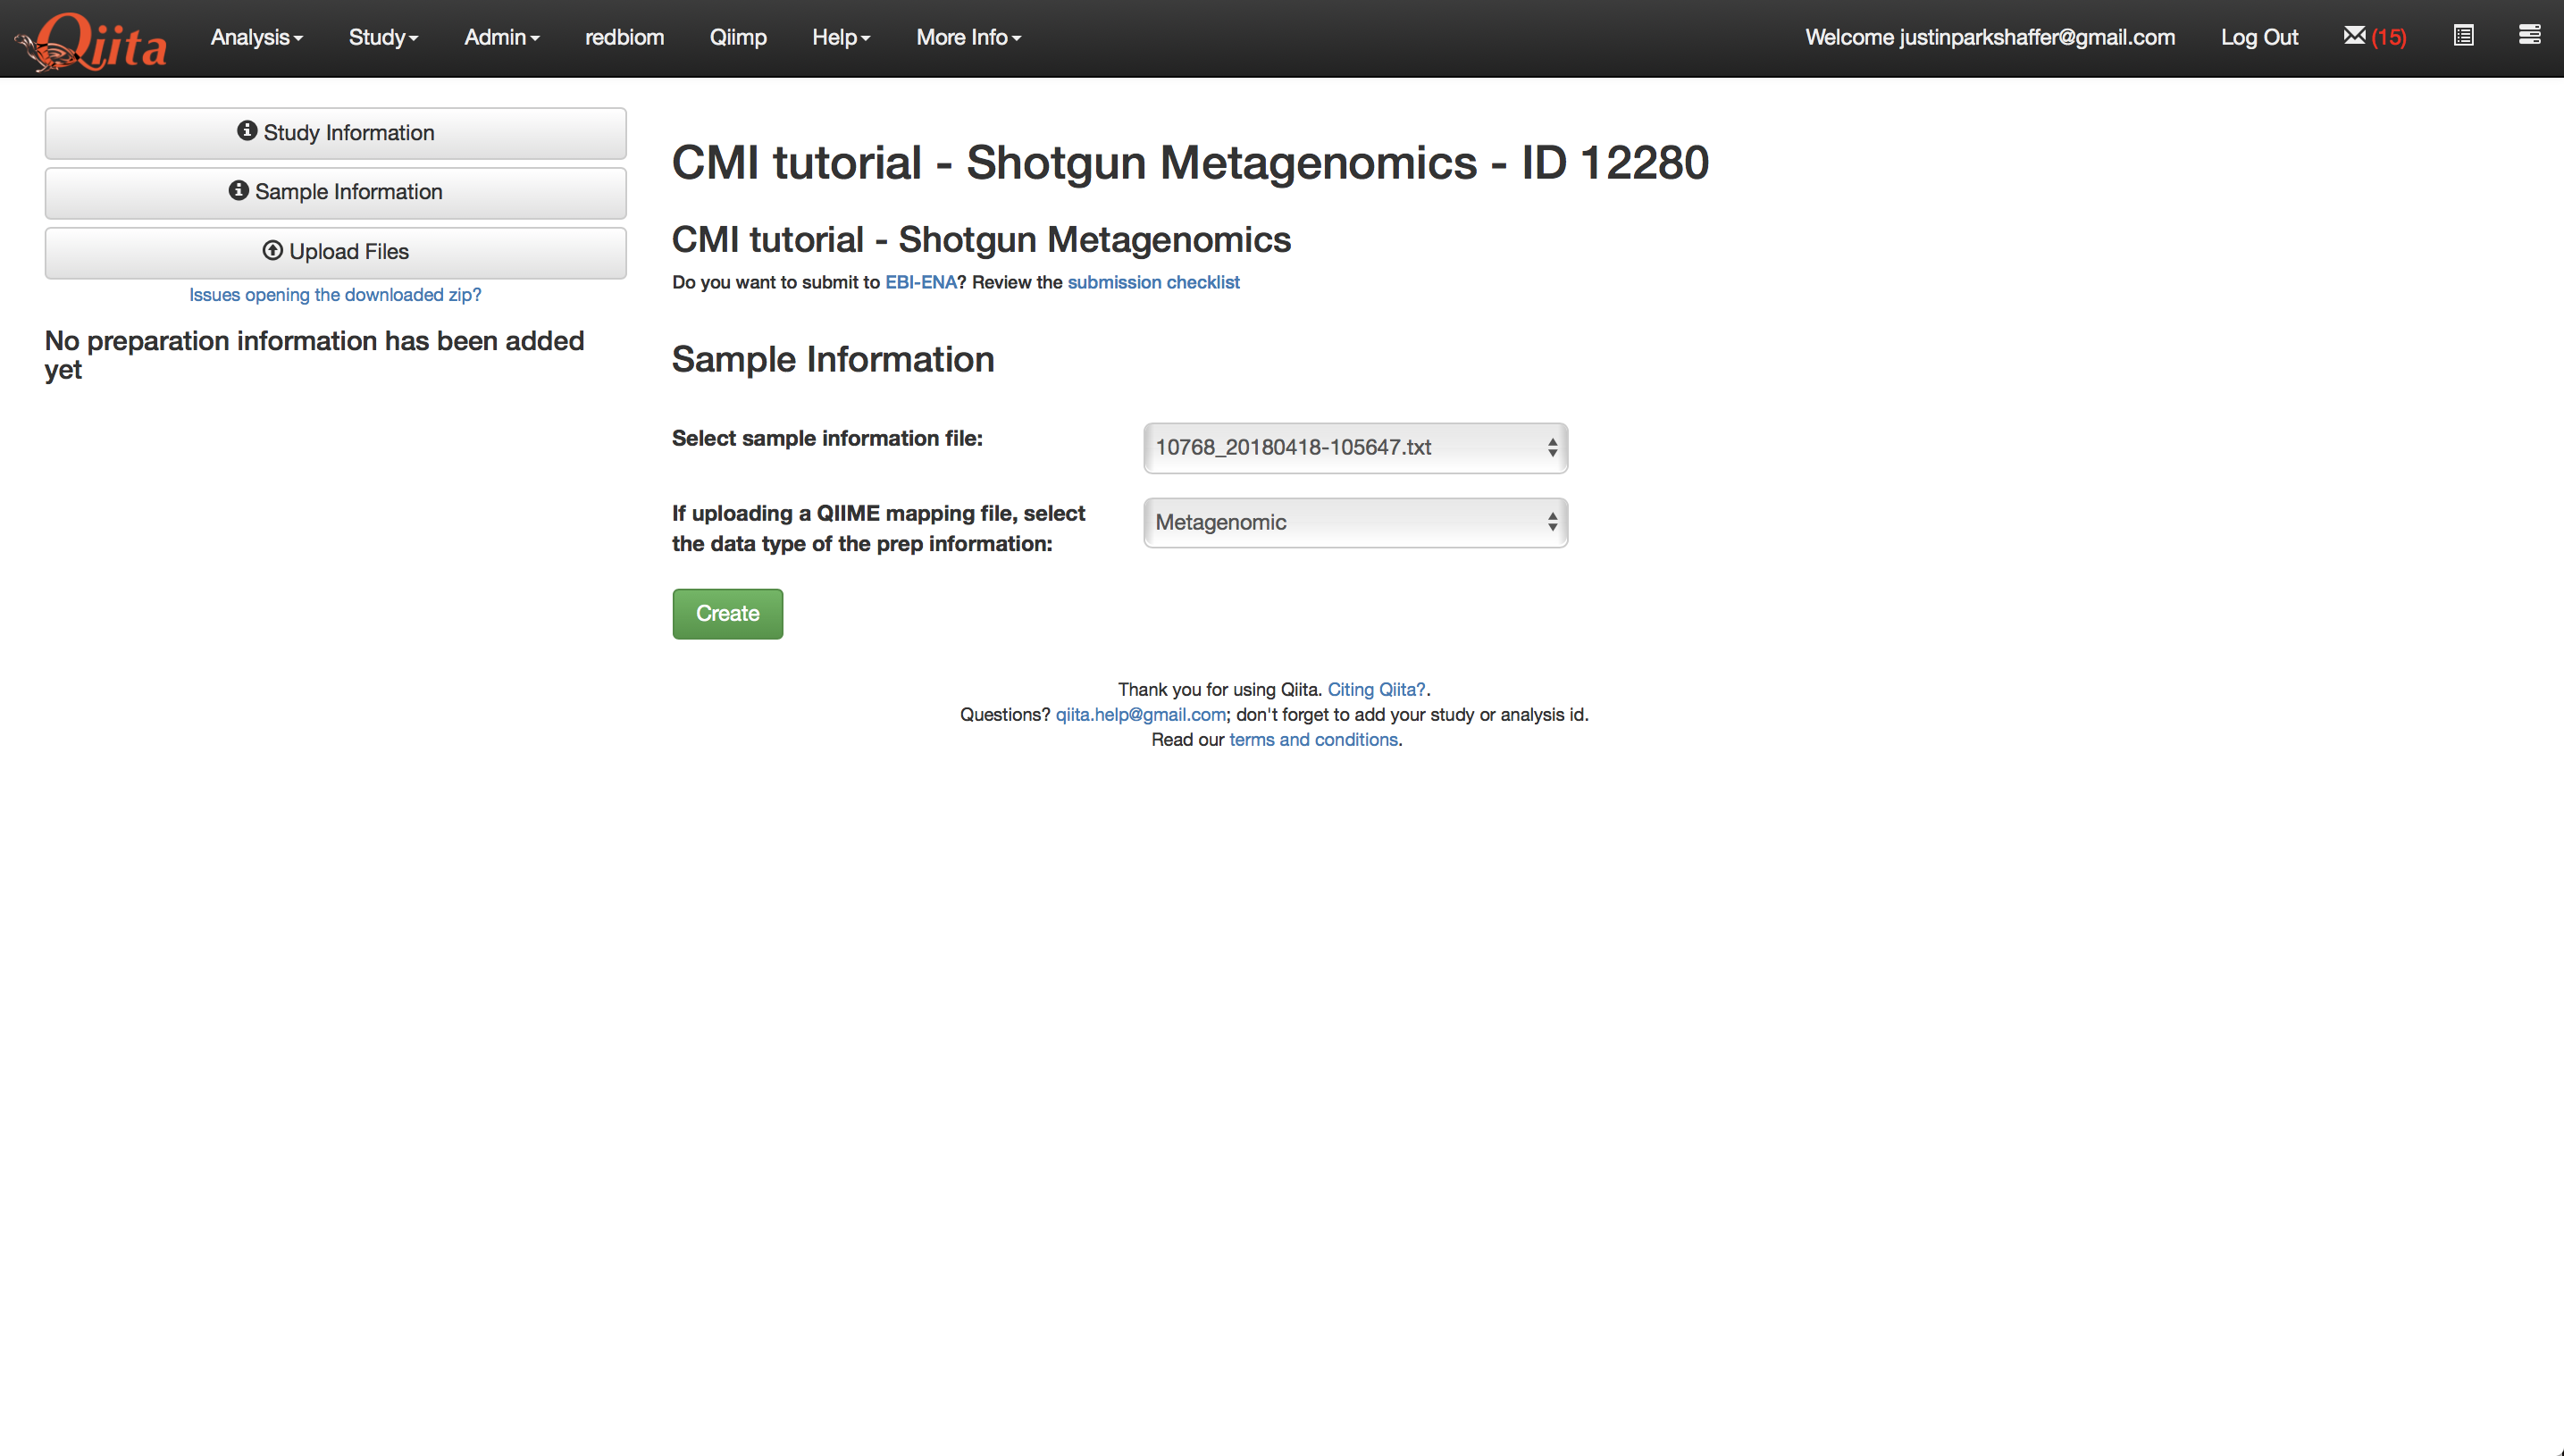 Qiita Analysis Study Admin redbiom Qiimp Help More Info Welcome justinparkshaffer@gmail.com Log Out (15)
Study Information
Sample Information
Upload Files
Issues opening the downloaded zip?
No preparation information has been added
yet
CMI tutorial - Shotgun Metagenomics - ID 12280
CMI tutorial - Shotgun Metagenomics
Do you want to submit to EBI-ENA? Review the submission checklist
Sample Information
Select sample information file:
10768_20180418-105647.txt
If uploading a QIIME mapping file, select
the data type of the prep information:
Metagenomic
Create
Thank you for using Qiita. Citing Qiita?.
Questions? qiita.help@gmail.com; don't forget to add your study or analysis id.
Read our terms and conditions.